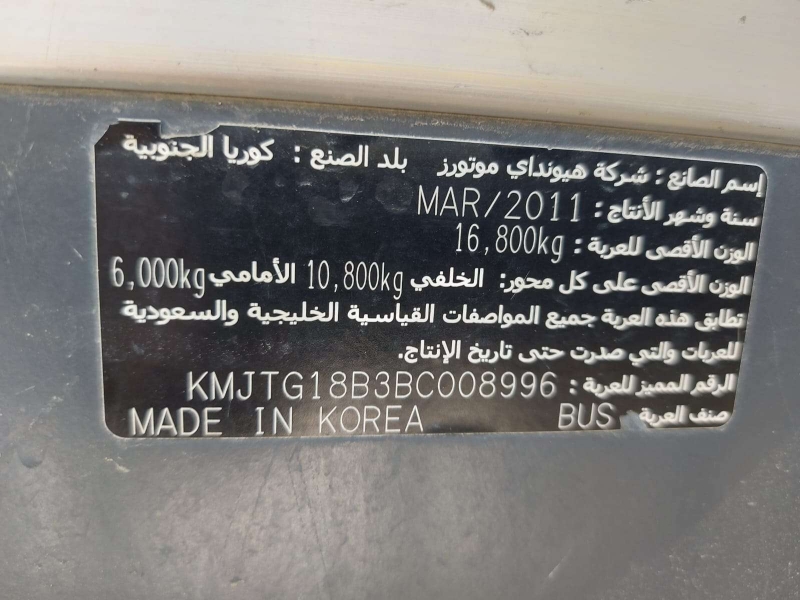 إسم الصانع : شركة هيونداي موتورز بلد الصنع : كوريا الجنوبية
سنة وشهر الأنتاج : MAR/2011
الوزن الأقصى للعربة : 16,800kg
الوزن الأقصى على كل محور: الخلفي 10,800kg الأمامي 6,000kg
تطابق هذه العربة جميع المواصفات القياسية الخليجية والسعودية
للعربات والتي صدرت حتى تاريخ الإنتاج.
الرقم المميز للعربة : KMJTG18B3BC008996
صنف العربة : BUS MADE IN KOREA